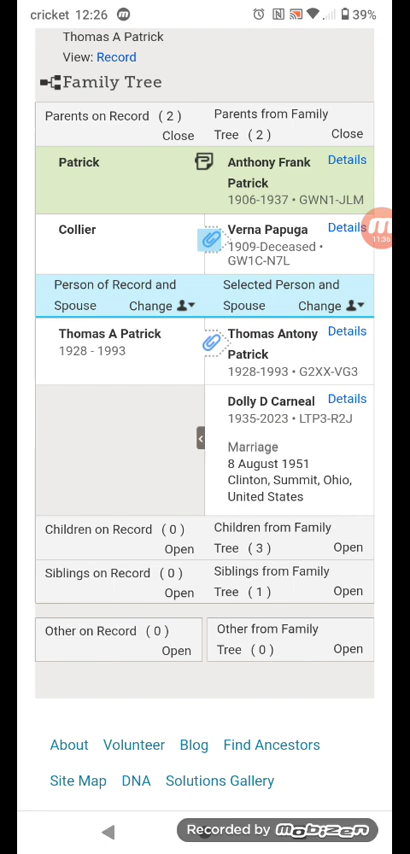 cricket 12:26 39%
Thomas A Patrick
View: Record
Family Tree
Parents on Record ( 2 )
Close
Parents from Family
Tree ( 2 ) Close
Patrick
Anthony Frank Details
Patrick
1906-1937 • GWN1-JLM
Collier
Verna Papuga Details
1909-Deceased •
GW1C-N7L
11:35
Person of Record and
Spouse Change
Selected Person and
Spouse Change
Thomas A Patrick
1928 - 1993
Thomas Antony Details
Patrick
1928-1993 • G2XX-VG3
Dolly D Carneal Details
1935-2023 • LTP3-R2J
Marriage
8 August 1951
Clinton, Summit, Ohio,
United States
Children on Record ( 0 )
Open
Children from Family
Tree ( 3 ) Open
Siblings on Record ( 0 )
Open
Siblings from Family
Tree ( 1 ) Open
Other on Record ( 0 )
Open
Other from Family
Tree ( 0 ) Open
About Volunteer Blog Find Ancestors
Site Map DNA Solutions Gallery
Recorded by mobizen